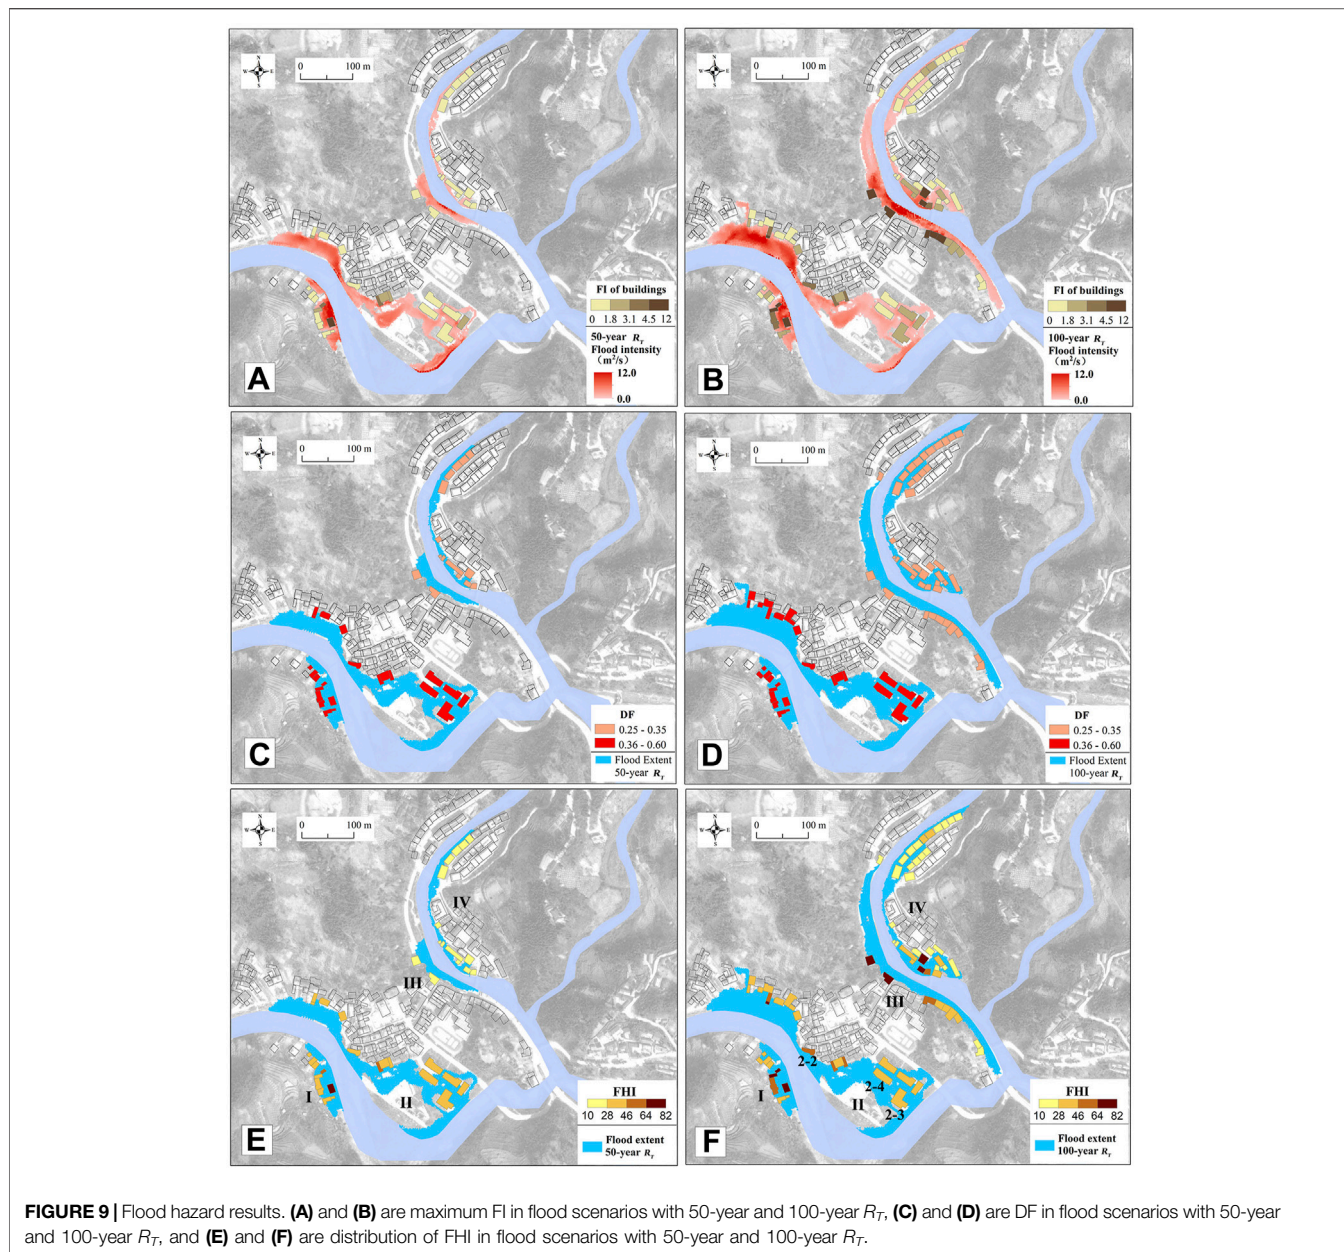 N
W E
S
0 100 m
FI of buildings
0 1.8 3.1 4.5 12
50-year R_T
Flood intensity
(m²/s)
12.0
0.0
A
N
W E
S
0 100 m
FI of buildings
0 1.8 3.1 4.5 12
100-year R_T
Flood intensity
(m²/s)
12.0
0.0
B
N
W E
S
0 100 m
DF
0.25 - 0.35
0.36 - 0.60
Flood Extent
50-year R_T
C
N
W E
S
0 100 m
DF
0.25 - 0.35
0.36 - 0.60
Flood Extent
100-year R_T
D
N
W E
S
0 100 m
IV
III
I
II
FHI
10 28 46 64 82
Flood extent
50-year R_T
E
N
W E
S
0 100 m
IV
III
2-2
2-4
I
II
2-3
FHI
10 28 46 64 82
Flood extent
100-year R_T
F
FIGURE 9 | Flood hazard results. (A) and (B) are maximum FI in flood scenarios with 50-year and 100-year R_T, (C) and (D) are DF in flood scenarios with 50-year
and 100-year R_T, and (E) and (F) are distribution of FHI in flood scenarios with 50-year and 100-year R_T.